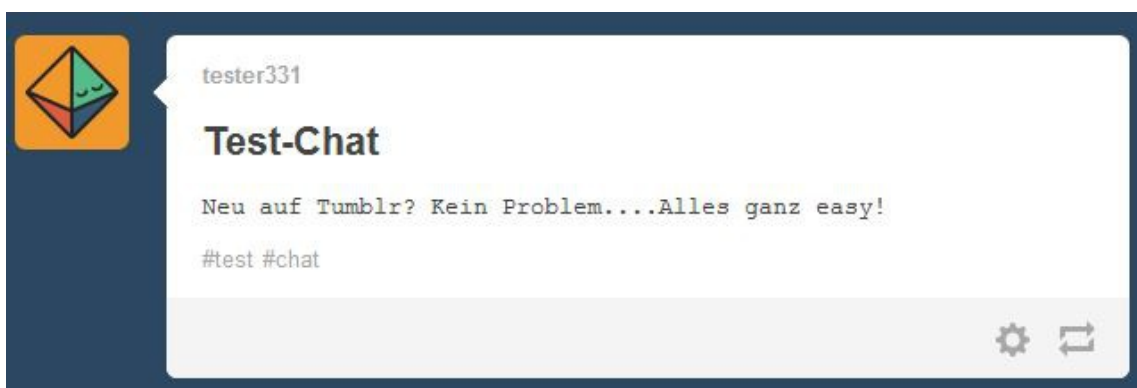 tester331
Test-Chat
Neu auf Tumblr? Kein Problem....Alles ganz easy!
#test #chat